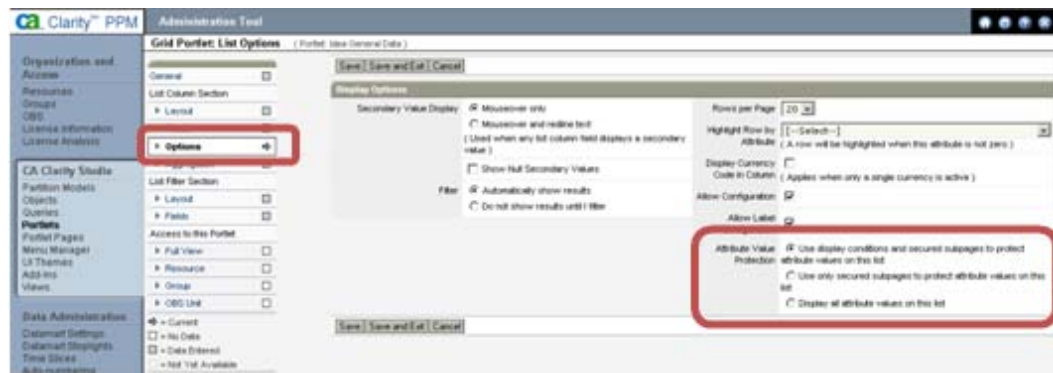 ca Clarity™ PPM
Administration Tool
Grid Portlet: List Options ( Portlet: Idea General Data )
Organization and
Access
Resources
Groups
OBS
License Information
License Analysis
CA Clarity Studio
Partition Models
Objects
Queries
Portlets
Portlet Pages
Menu Manager
UI Themes
Add-Ins
Views
Data Administration
Datamart Settings
Datamart Stoplights
Time Slices
Auto-numbering
General
List Column Section
Layout
Options
List Filter Section
Layout
Fields
Access to this Portlet
Full View
Resource
Group
OBS Unit
= Current
= No Data
= Data Entered
= Not Yet Available
Save Save and Exit Cancel
Display Options
Secondary Value Display
Mouseover only
Mouseover and redline text
( Used when any list column field displays a secondary
value )
Show Null Secondary Values
Filter
Automatically show results
Do not show results until I filter
Rows per Page 20
Highlight Row by
Attribute
[--Select--]
( A row will be highlighted when this attribute is not zero )
Display Currency
Code in Column
( Applies when only a single currency is active )
Allow Configuration
Allow Label
Attribute Value
Protection
Use display conditions and secured subpages to protect
attribute values on this list
Use only secured subpages to protect attribute values on this
list
Display all attribute values on this list
Save Save and Exit Cancel